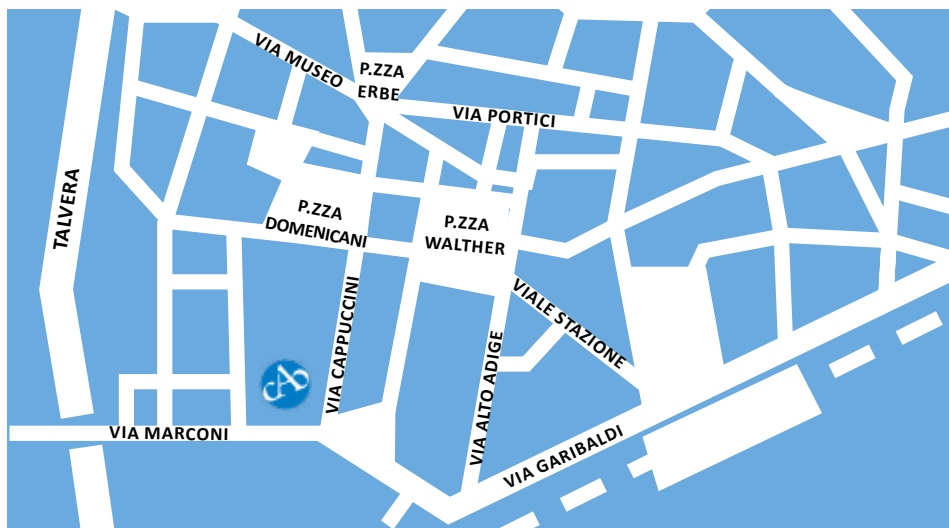 VIA MUSEO
P.ZZA
ERBE
VIA PORTICI
TALVERA
P.ZZA
DOMENICANI
P.ZZA
WALTHER
VIA CAPPUCCINI
VIALE STAZIONE
VIA ALTO ADIGE
CAB
VIA MARCONI
VIA GARIBALDI